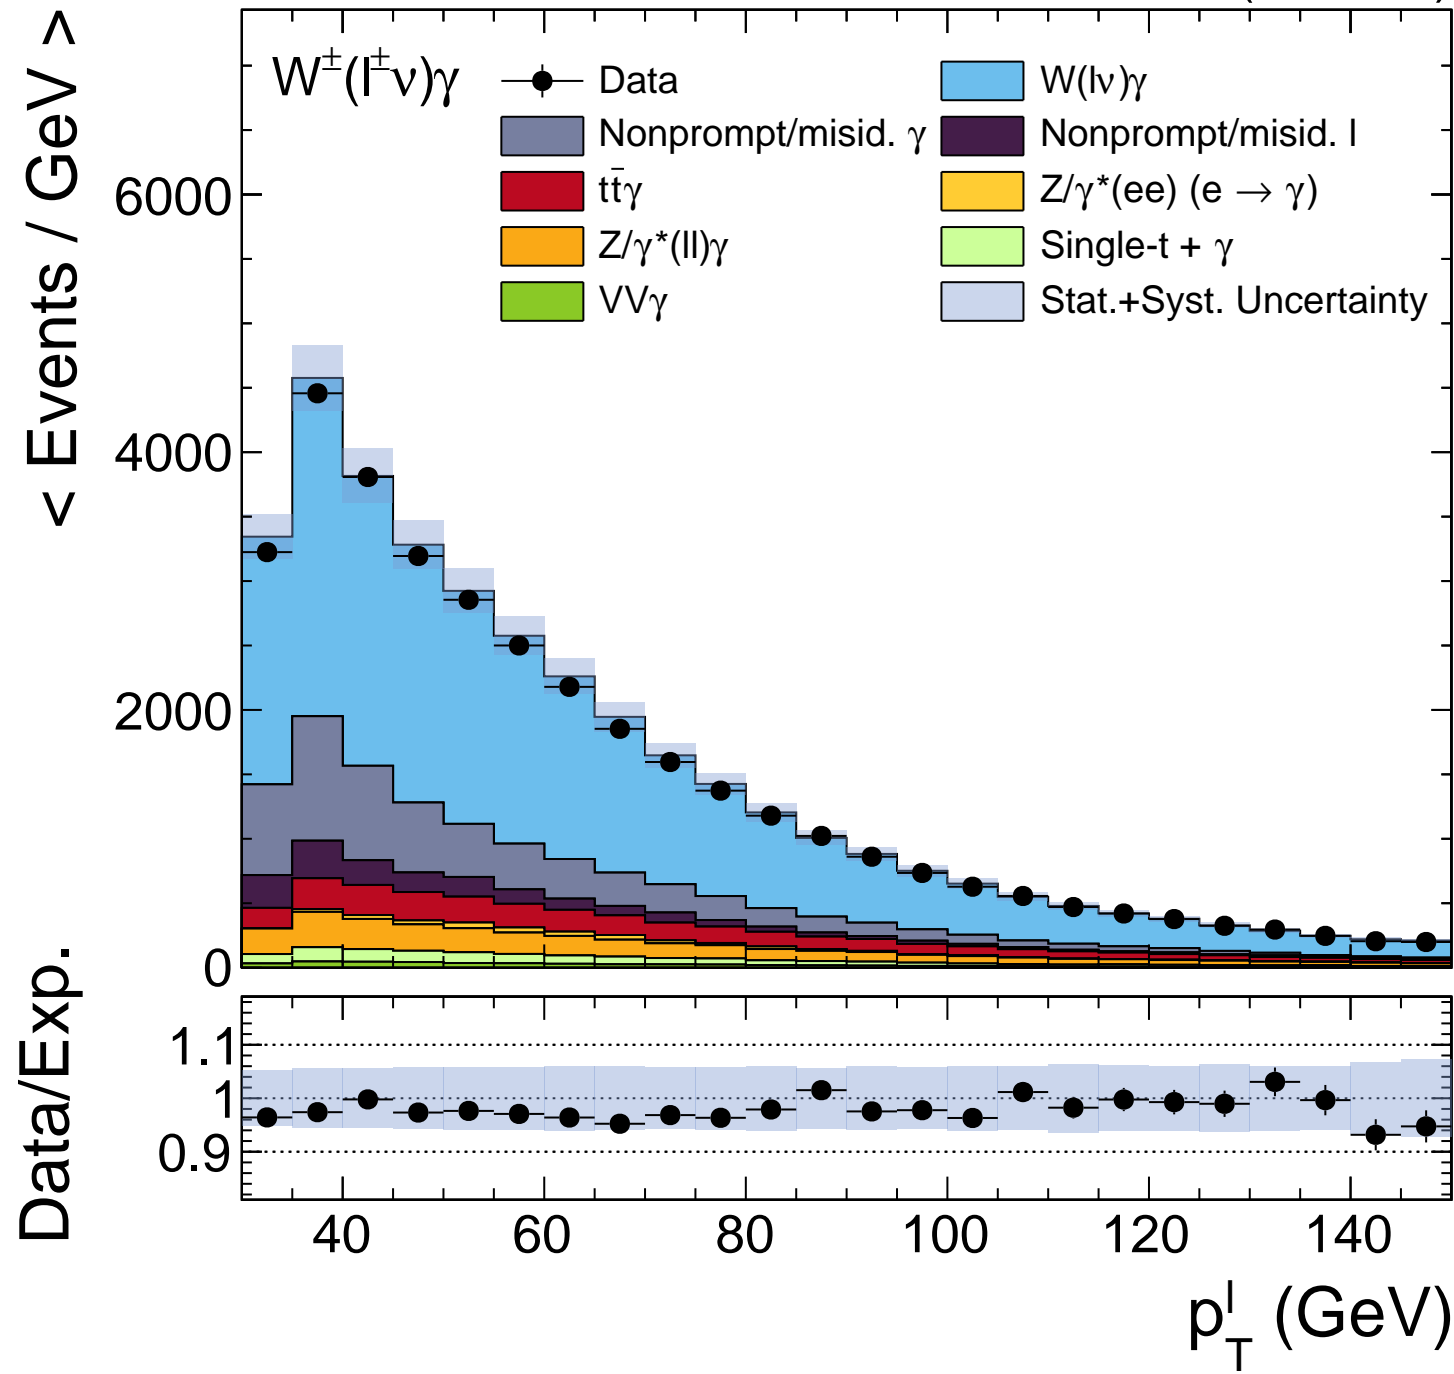 < Events / GeV >
W±(l±ν)γ
Data
W(lν)γ
Nonprompt/misid. γ
Nonprompt/misid. l
tt̄γ
Z/γ*(ee) (e → γ)
Z/γ*(ll)γ
Single-t + γ
VVγ
Stat.+Syst. Uncertainty
6000
4000
2000
0
Data/Exp.
1.1
1
0.9
40 60 80 100 120 140
p_T^l (GeV)